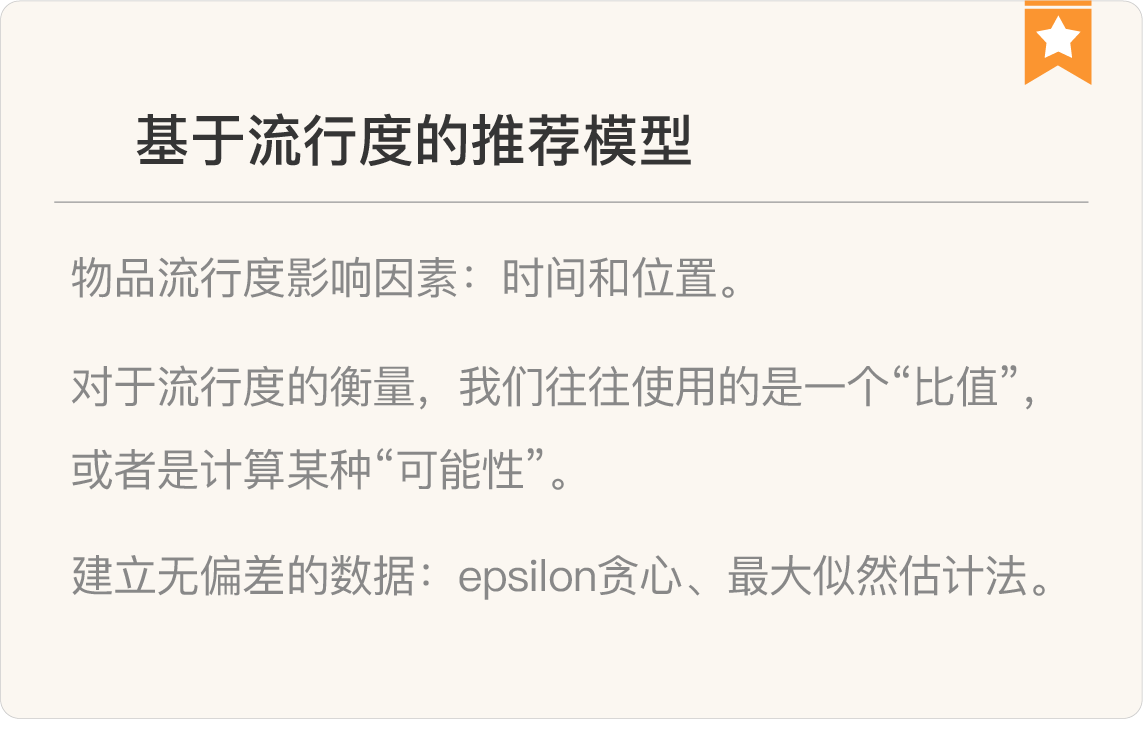 基于流行度的推荐模型
物品流行度影响因素：时间和位置。
对于流行度的衡量，我们往往使用的是一个“比值”，
或者是计算某种“可能性”。
建立无偏差的数据：epsilon贪心、最大似然估计法。